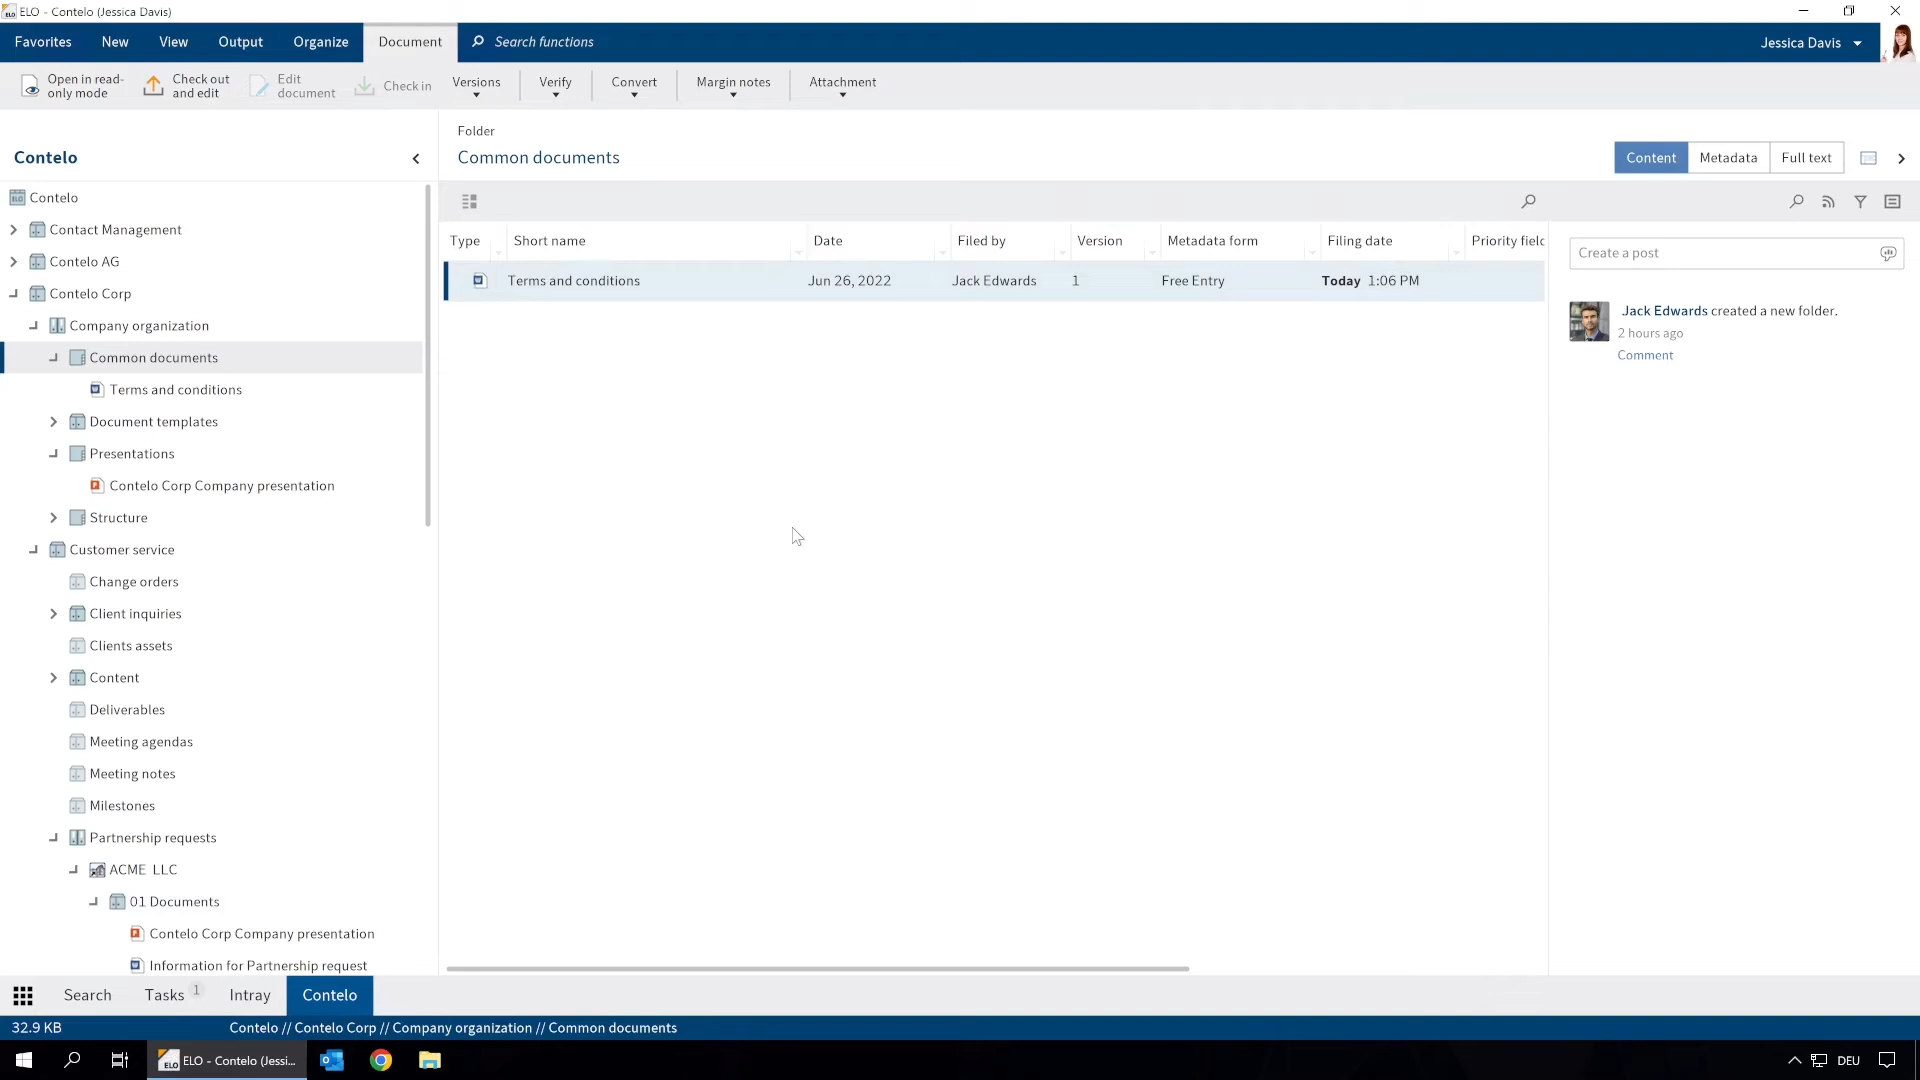 ELO - Contelo (Jessica Davis)
Favorites
New
View
Output
Organize
Document
Search functions
Jessica Davis
Open in read-
only mode
Check out
and edit
Edit
document
Check in
Versions
Verify
Convert
Margin notes
Attachment
Contelo
Folder
Common documents
Content
Metadata
Full text
ELO Contelo
Contact Management
Contelo AG
Contelo Corp
Company organization
Common documents
Terms and conditions
Document templates
Presentations
Contelo Corp Company presentation
Structure
Customer service
Change orders
Client inquiries
Clients assets
Content
Deliverables
Meeting agendas
Meeting notes
Milestones
Partnership requests
ACME LLC
01 Documents
Contelo Corp Company presentation
Information for Partnership request
Type
Short name
Date
Filed by
Version
Metadata form
Filing date
Priority field
Terms and conditions
Jun 26, 2022
Jack Edwards
1
Free Entry
Today 1:06 PM
Create a post
Jack Edwards created a new folder.
2 hours ago
Comment
Search
Tasks 1
Intray
Contelo
32.9 KB
Contelo // Contelo Corp // Company organization // Common documents
ELO - Contelo (Jessi...
DEU